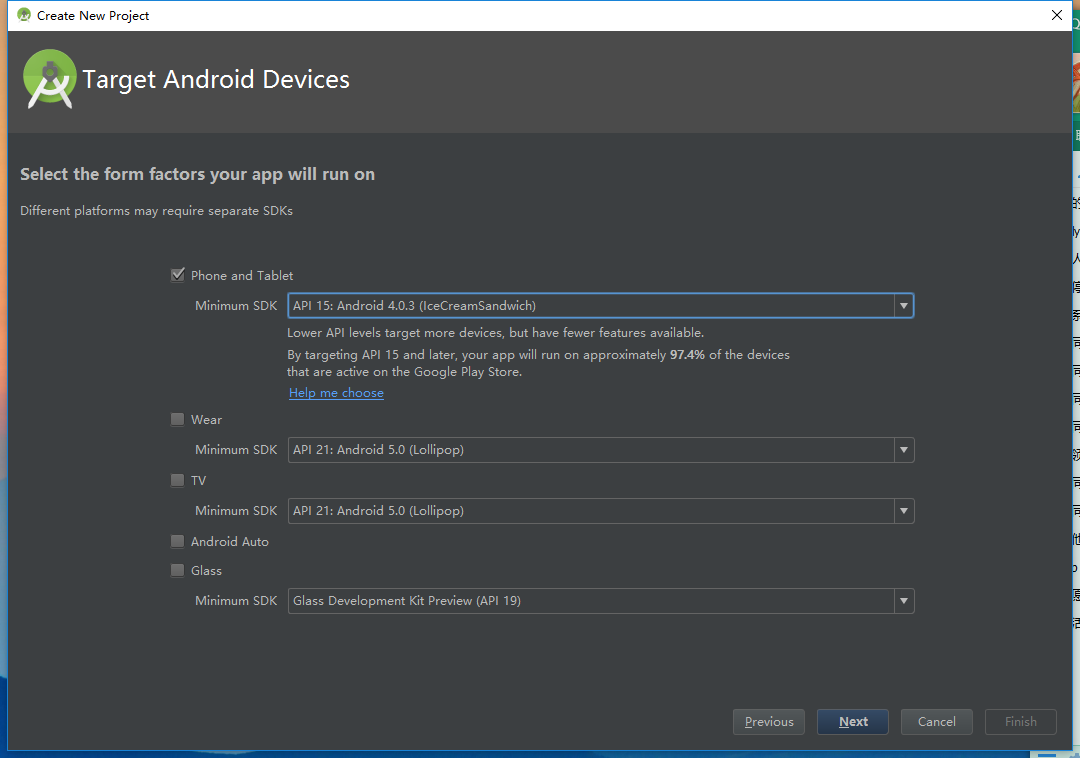 Create New Project
Target Android Devices
Select the form factors your app will run on
Different platforms may require separate SDKs
Phone and Tablet
Minimum SDK API 15: Android 4.0.3 (IceCreamSandwich)
Lower API levels target more devices, but have fewer features available.
By targeting API 15 and later, your app will run on approximately 97.4% of the devices
that are active on the Google Play Store.
Help me choose
Wear
Minimum SDK API 21: Android 5.0 (Lollipop)
TV
Minimum SDK API 21: Android 5.0 (Lollipop)
Android Auto
Glass
Minimum SDK Glass Development Kit Preview (API 19)
Previous Next Cancel Finish